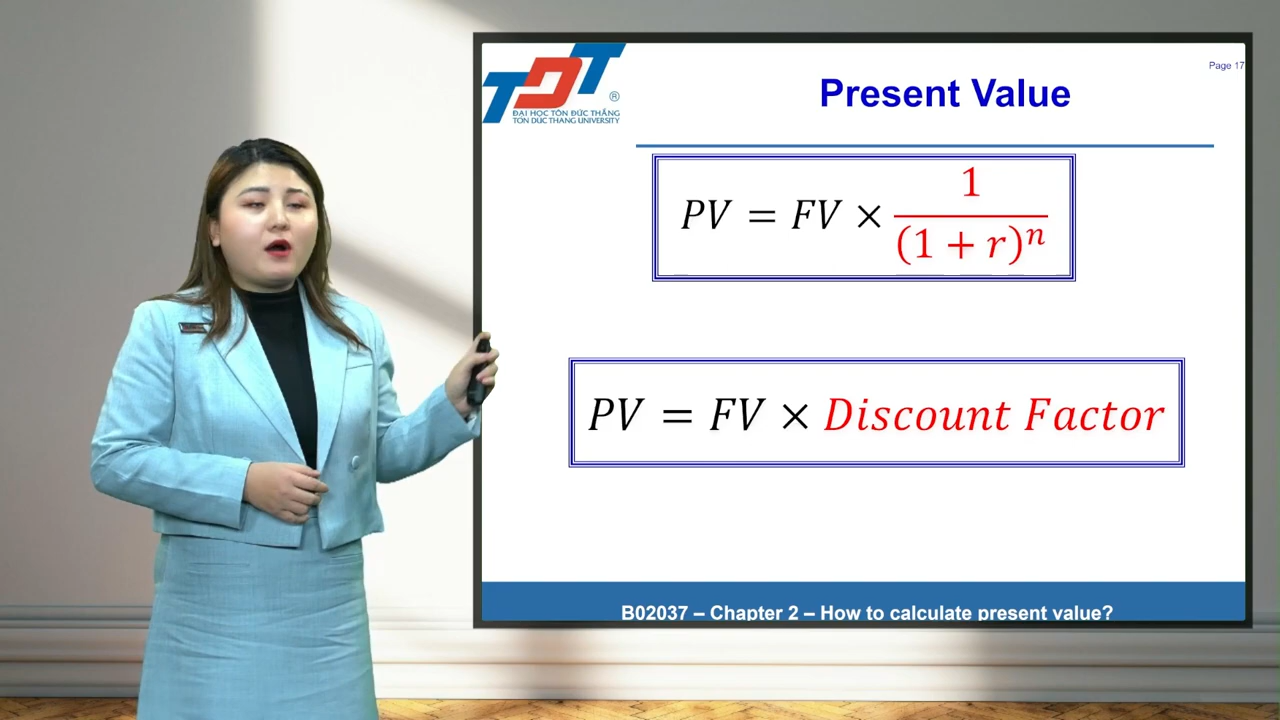 TDT
®
ĐẠI HỌC TÔN ĐỨC THẮNG
TON DUC THANG UNIVERSITY
Page 17
Present Value
PV = FV × 1/(1 + r)ⁿ
PV = FV × Discount Factor
B02037 – Chapter 2 – How to calculate present value?